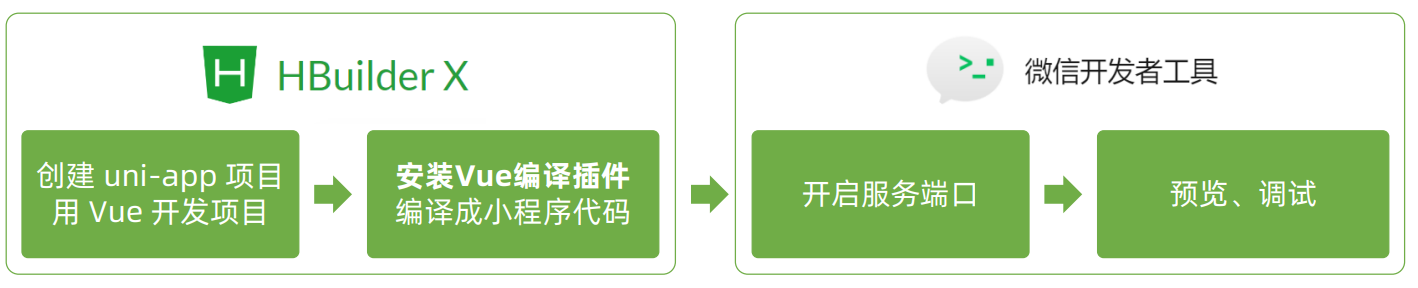 HBuilder X
创建 uni-app 项目
用 Vue 开发项目
安装Vue编译插件
编译成小程序代码
微信开发者工具
开启服务端口
预览、调试